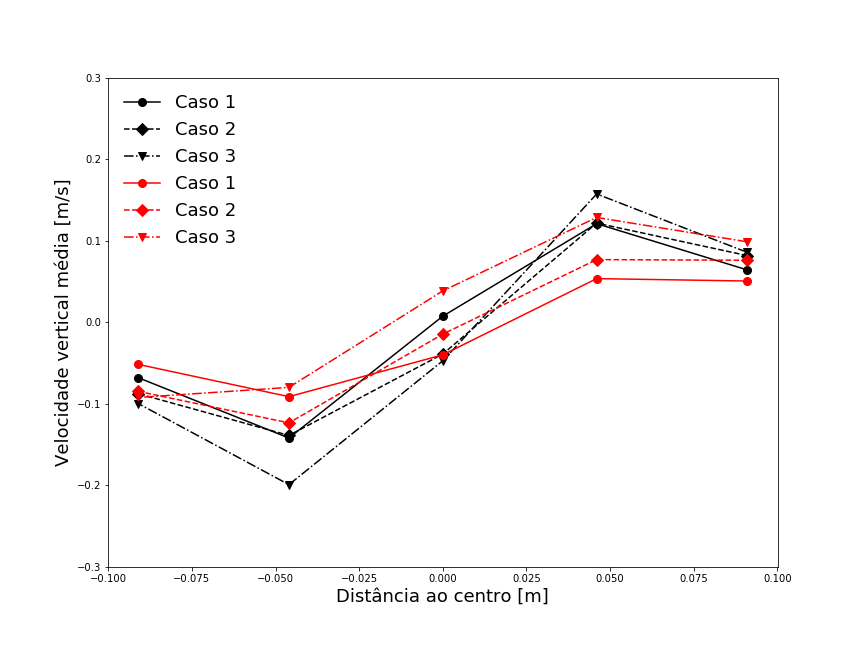 0.3
0.2
0.1
0.0
−0.1
−0.2
−0.3
Velocidade vertical média [m/s]
Caso 1
Caso 2
Caso 3
Caso 1
Caso 2
Caso 3
−0.100 −0.075 −0.050 −0.025 0.000 0.025 0.050 0.075 0.100
Distância ao centro [m]